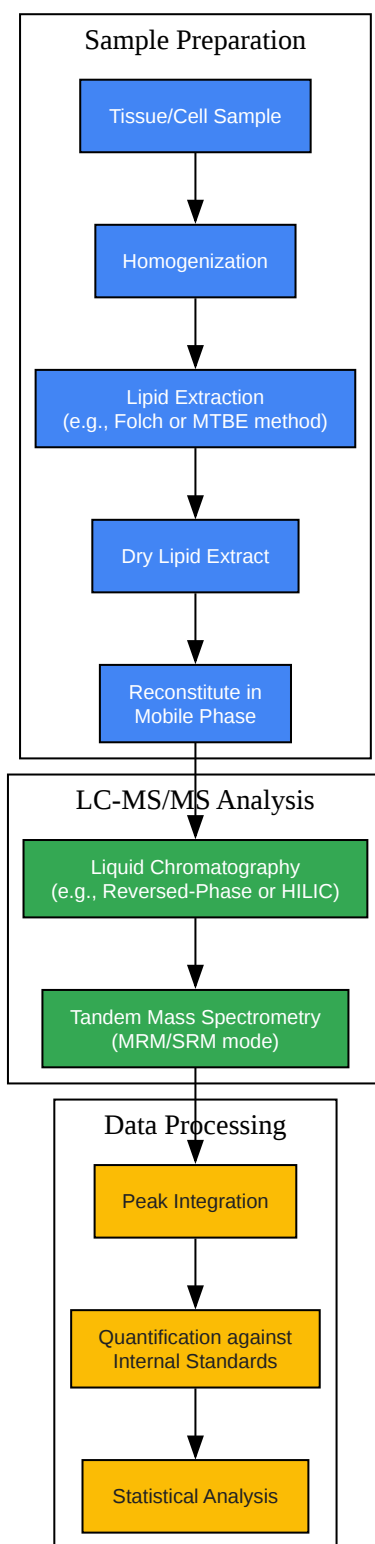 Sample Preparation
Tissue/Cell Sample
Homogenization
Lipid Extraction
(e.g., Folch or MTBE method)
Dry Lipid Extract
Reconstitute in
Mobile Phase
LC-MS/MS Analysis
Liquid Chromatography
(e.g., Reversed-Phase or HILIC)
Tandem Mass Spectrometry
(MRM/SRM mode)
Data Processing
Peak Integration
Quantification against
Internal Standards
Statistical Analysis